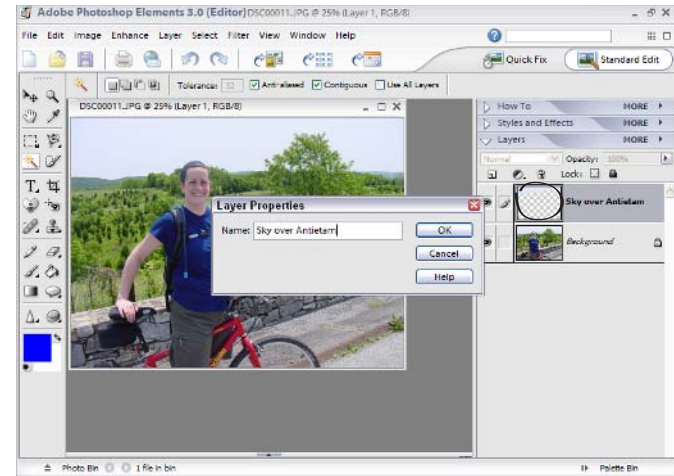 Adobe Photoshop Elements 3.0 (Editor) DSC00011.JPG @ 25% (Layer 1, RGB/8)
File Edit Image Enhance Layer Select Filter View Window Help
Quick Fix Standard Edit
Tolerance: 32 Anti-aliased Contiguous Use All Layers
DSC00011.JPG @ 25% (Layer 1, RGB/8)
How To MORE
Styles and Effects MORE
Layers MORE
Normal Opacity: 100%
Lock:
Sky over Antietam
Background
Layer Properties
Name: Sky over Antietam
OK
Cancel
Help
Photo Bin 1 file in bin Palette Bin